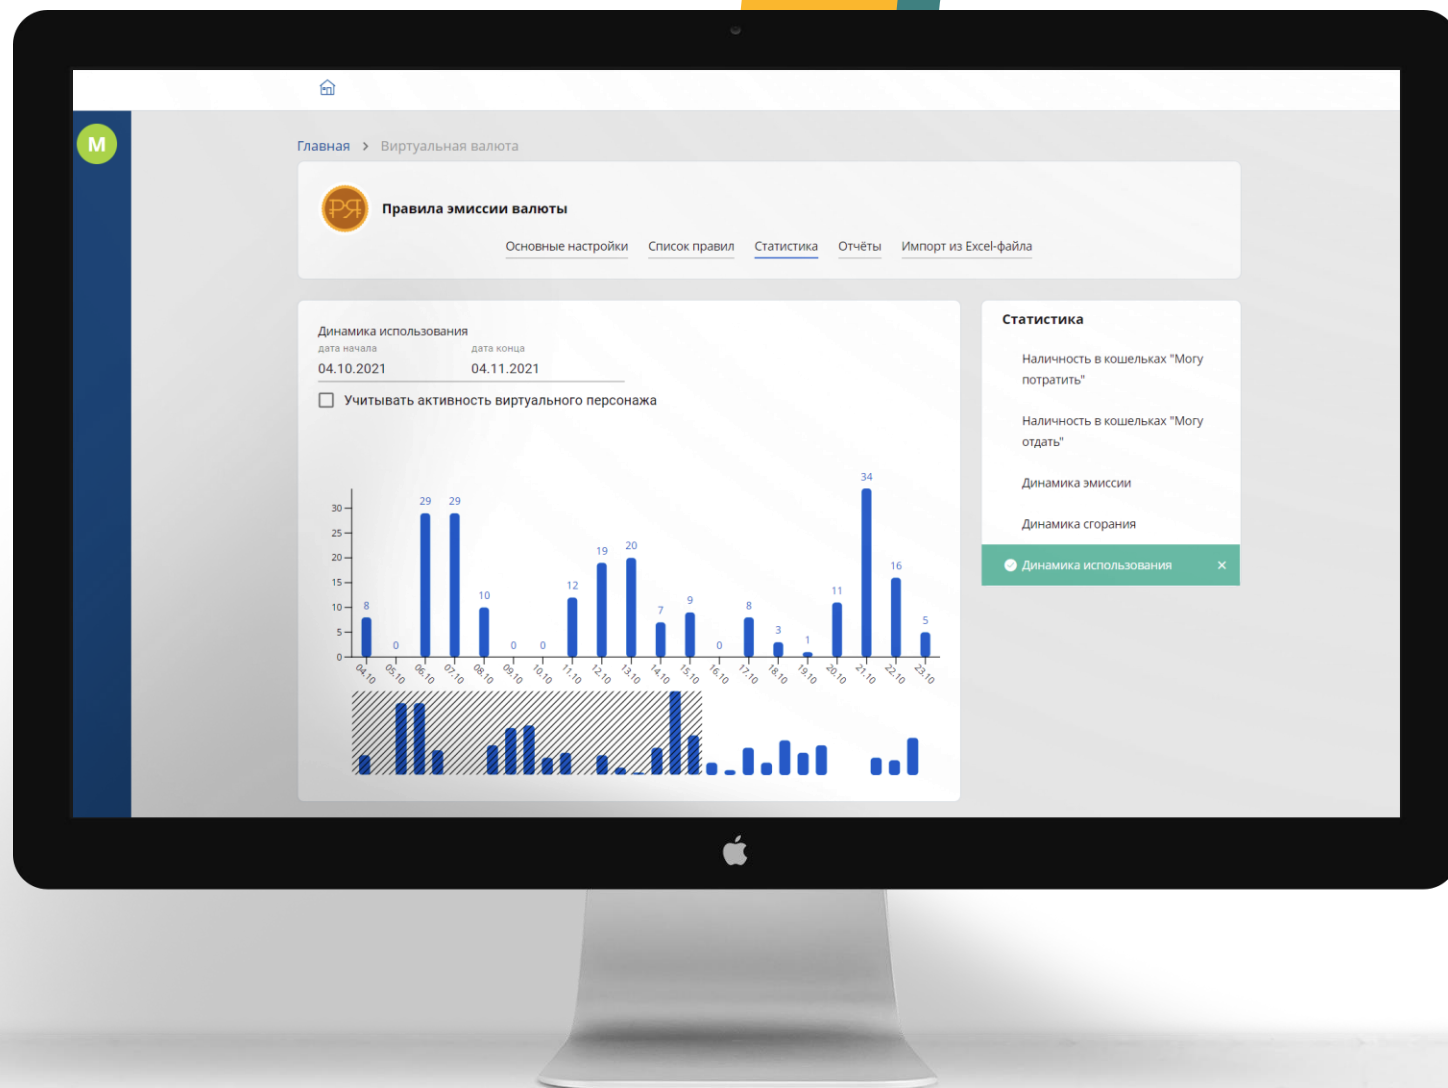 M
Главная > Виртуальная валюта
РЯ
Правила эмиссии валюты
Основные настройки Список правил Статистика Отчёты Импорт из Excel-файла
Динамика использования
дата начала дата конца
04.10.2021 04.11.2021
Учитывать активность виртуального персонажа
34
29 29
30
25
20 19
20
16
15
12
11
10 10
9
8 8
7
5 5
3
1
0 0 0 0 0
04.10 05.10 06.10 07.10 08.10 09.10 10.10 11.10 12.10 13.10 14.10 15.10 16.10 17.10 18.10 19.10 20.10 21.10 22.10 23.10
Статистика
Наличность в кошельках "Могу
потратить"
Наличность в кошельках "Могу
отдать"
Динамика эмиссии
Динамика сгорания
Динамика использования ×